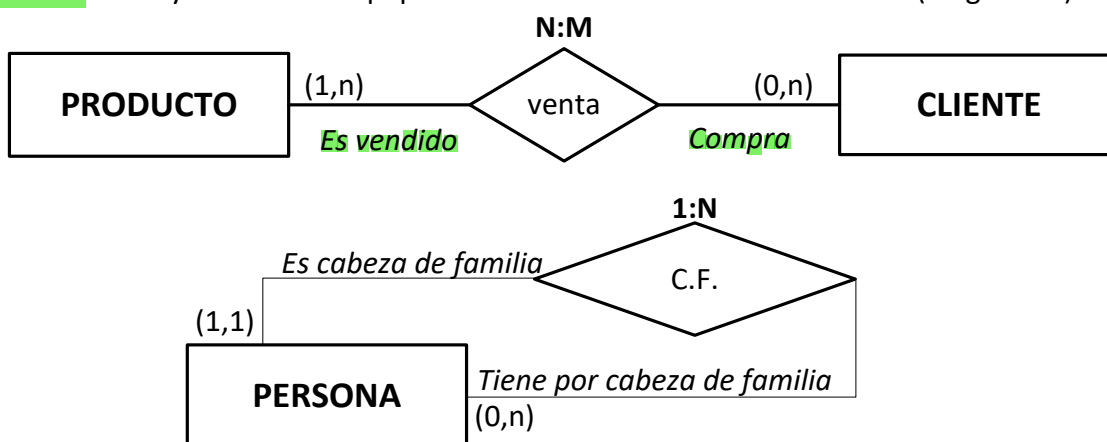 N:M
PRODUCTO (1,n) venta (0,n) CLIENTE
Es vendido Compra
1:N
Es cabeza de familia C.F.
(1,1)
PERSONA Tiene por cabeza de familia
(0,n)